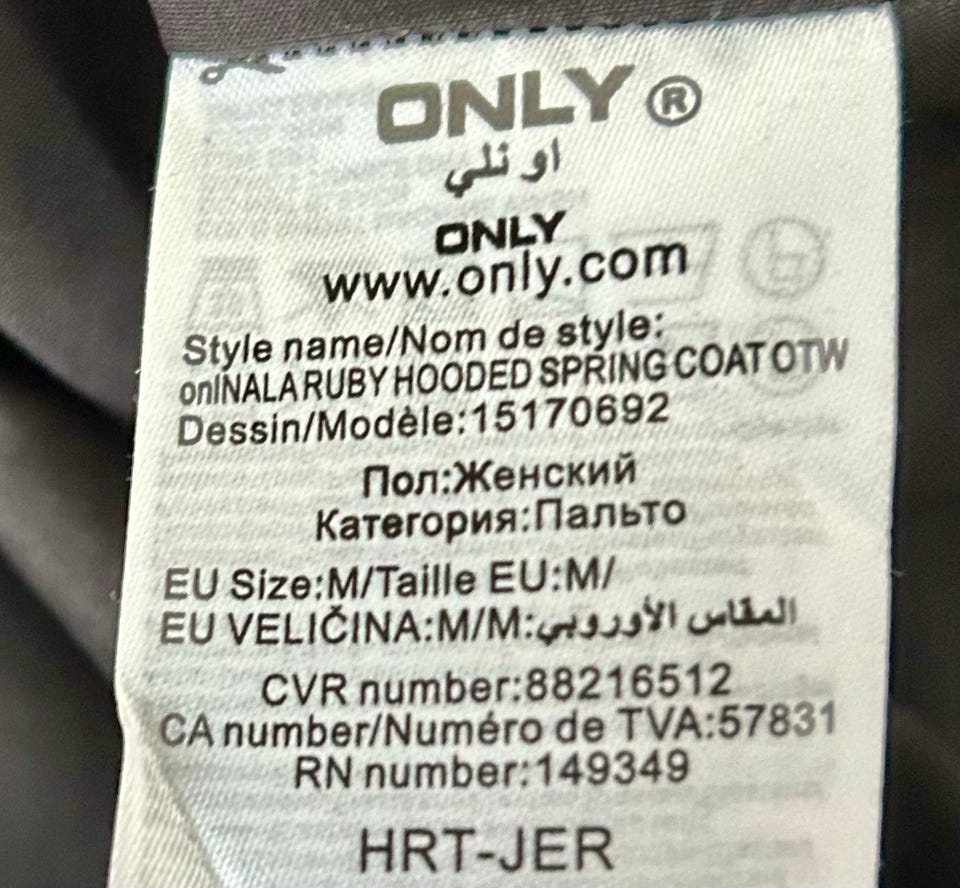 ONLY®
اونلي
ONLY
www.only.com
Style name/Nom de style:
onlNALA RUBY HOODED SPRING COAT OTW
Dessin/Modèle:15170692
Пол:Женский
Категория:Пальто
EU Size:M/Taille EU:M/
EU VELIČINA:M/M:المقاس الأوروبي
CVR number:88216512
CA number/Numéro de TVA:57831
RN number:149349
HRT-JER